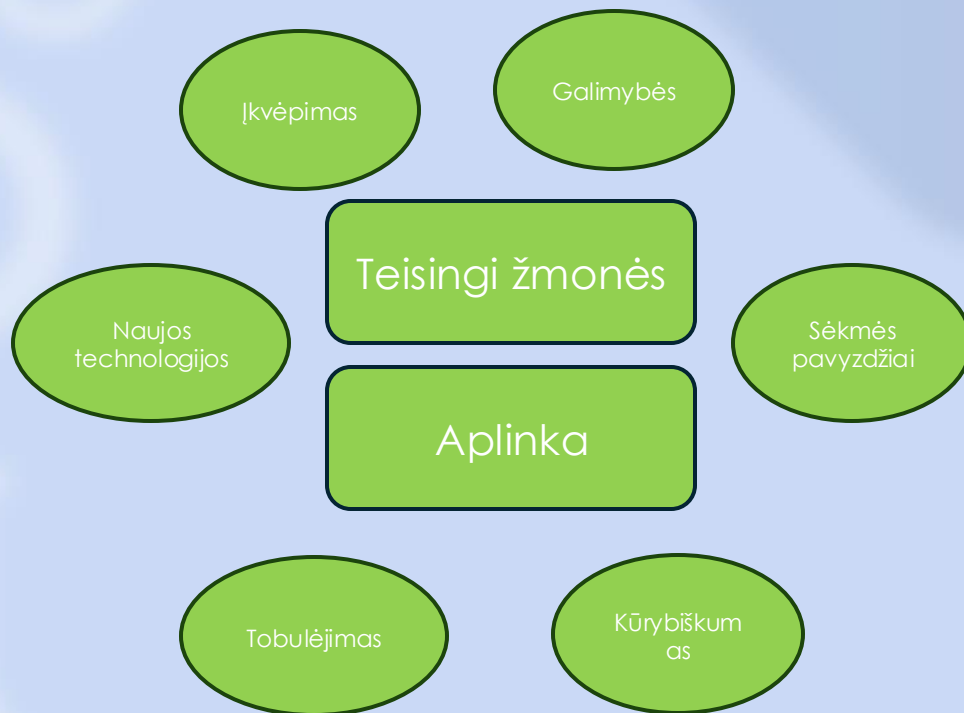 Įkvėpimas
Galimybės
Teisingi žmonės
Naujos
technologijos
Sėkmės
pavyzdžiai
Aplinka
Tobulėjimas
Kūrybiškum
as